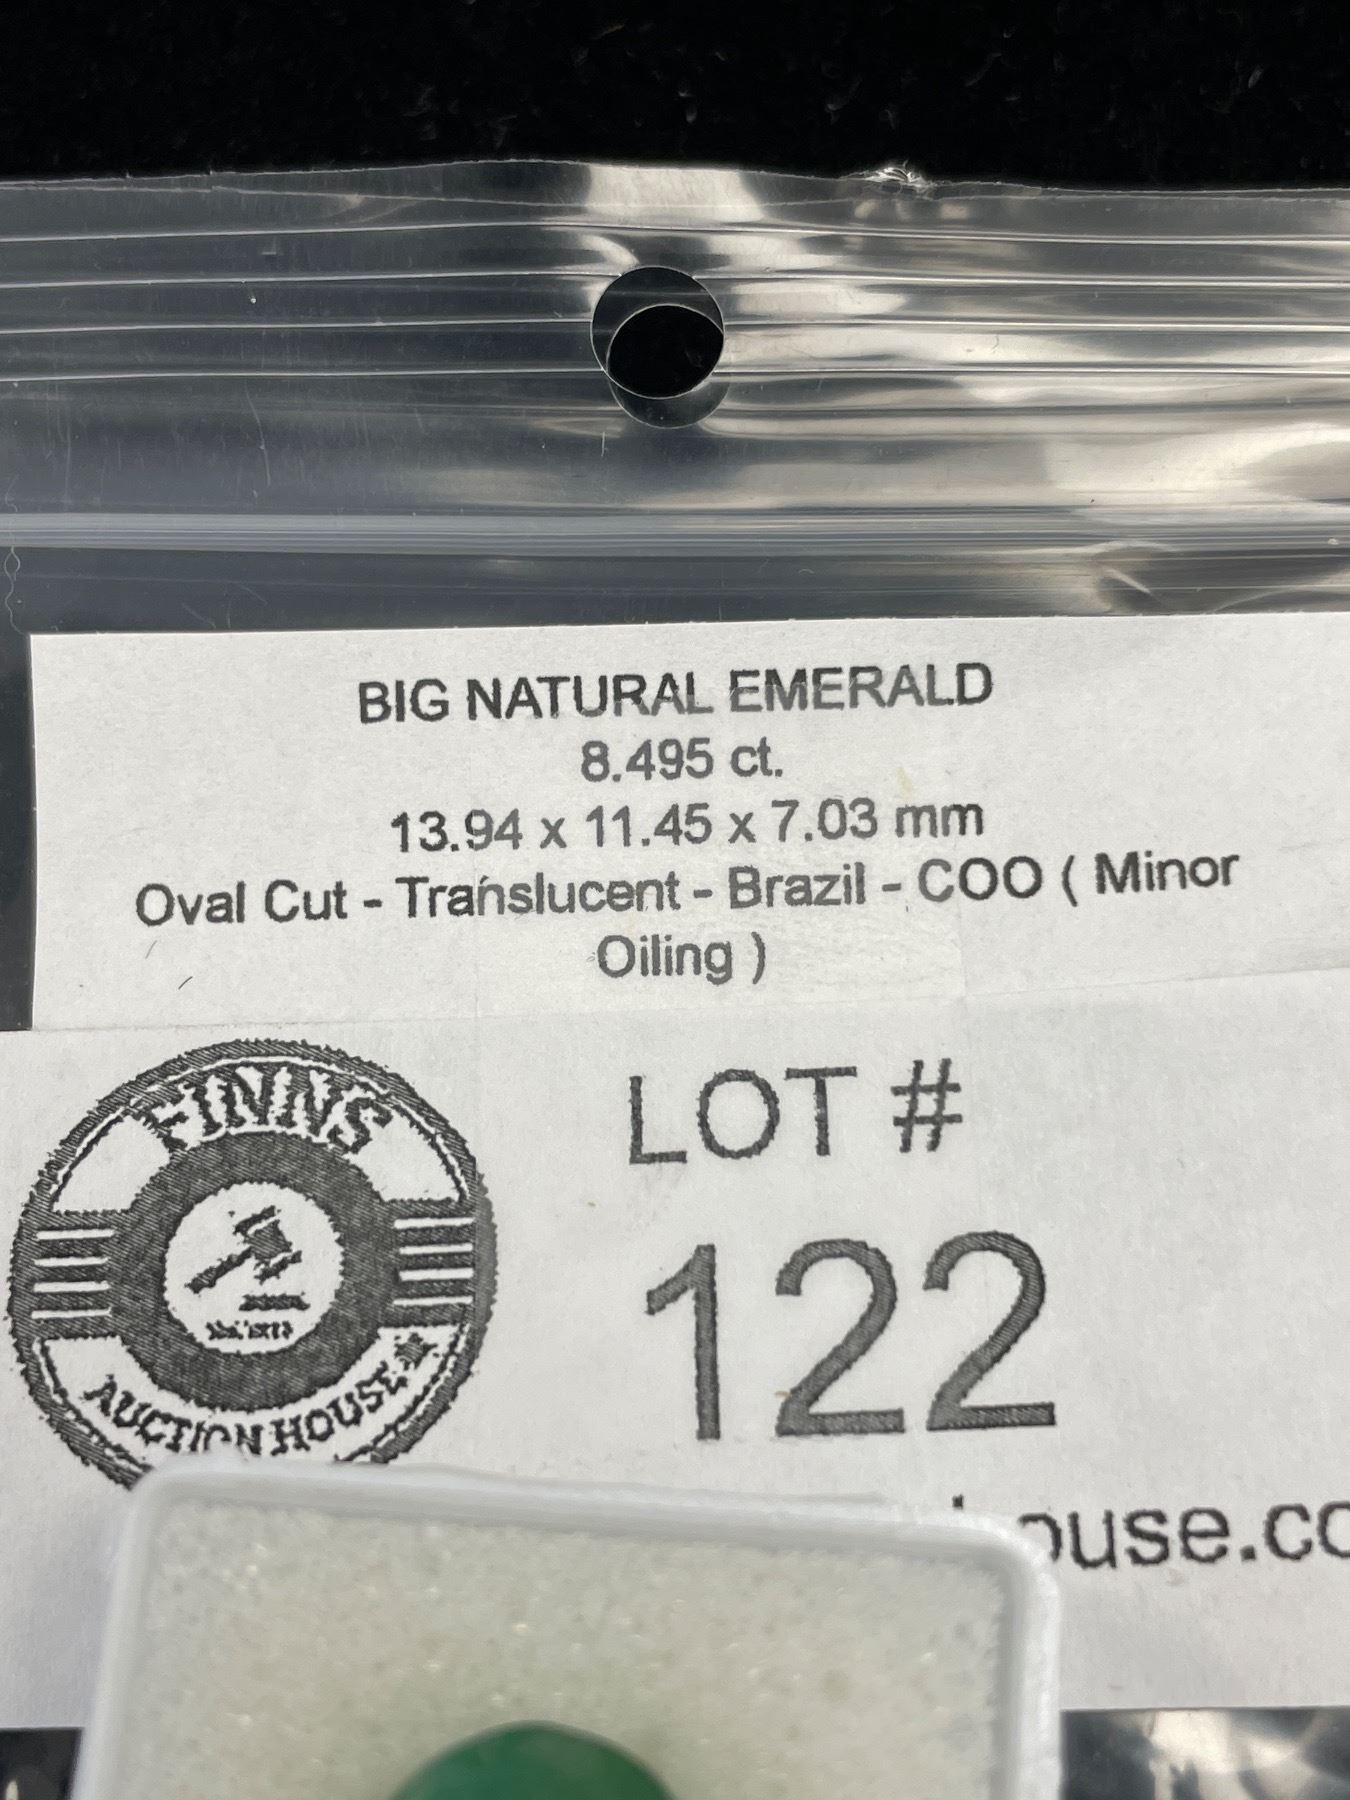 BIG NATURAL EMERALD
8.495 ct.
13.94 x 11.45 x 7.03 mm
Oval Cut - Translucent - Brazil - COO ( Minor
Oiling )
FINNS
AUCTION HOUSE
LOT #
122
ouse.co